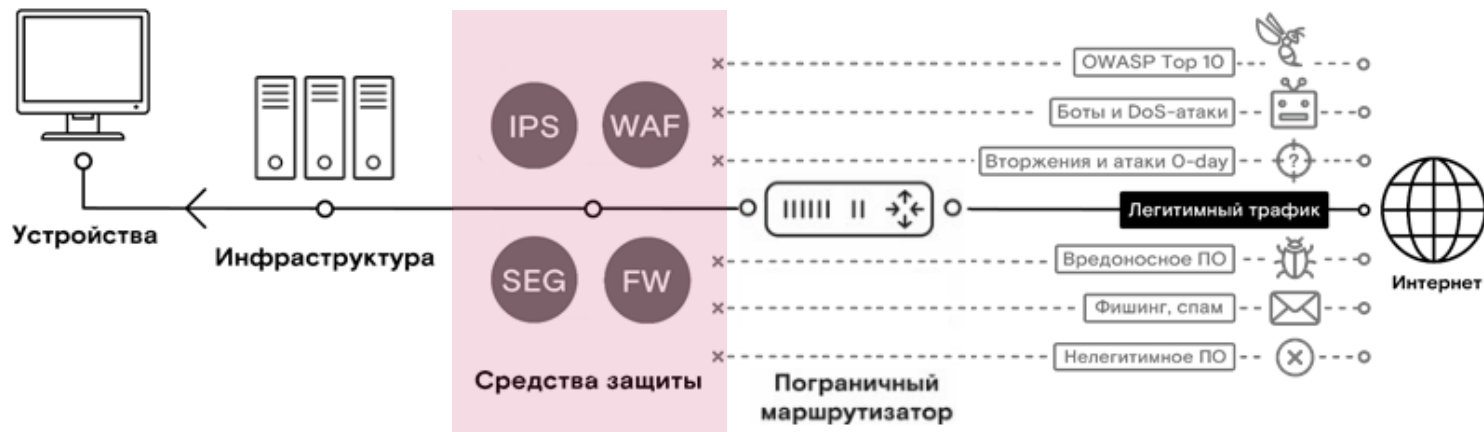 OWASP Top 10
Боты и DoS-атаки
IPS WAF
Вторжения и атаки 0-day
?
Легитимный трафик
Устройства
Инфраструктура
SEG FW
Вредоносное ПО
Интернет
Фишинг, спам
Нелегитимное ПО
Средства защиты
Пограничный
маршрутизатор